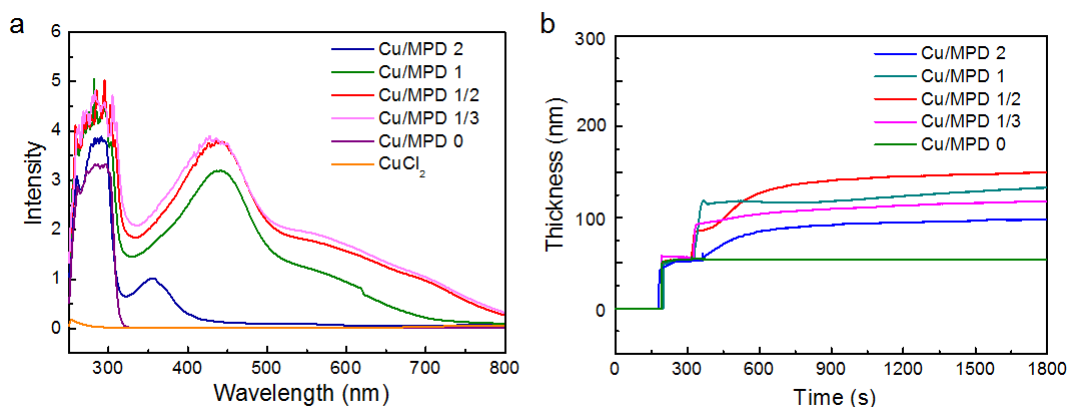 a
6
5
4
3
2
1
0
Intensity
300 400 500 600 700 800
Wavelength (nm)
Cu/MPD 2
Cu/MPD 1
Cu/MPD 1/2
Cu/MPD 1/3
Cu/MPD 0
CuCl₂
b
300
200
100
0
Thickness (nm)
0 300 600 900 1200 1500 1800
Time (s)
Cu/MPD 2
Cu/MPD 1
Cu/MPD 1/2
Cu/MPD 1/3
Cu/MPD 0